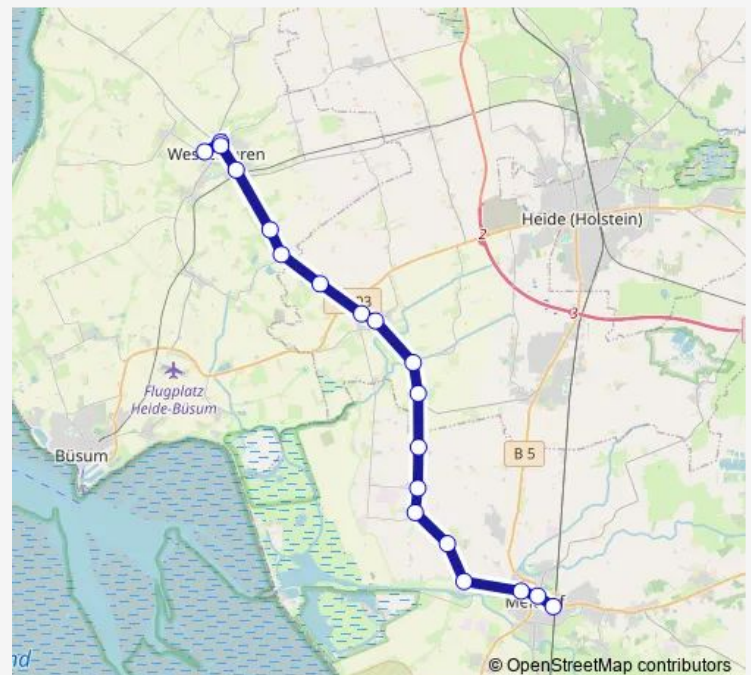 Heide (Holstein)
2
3
Flugplatz
Heide-Büsum
Büsum
B 5
© OpenStreetMap contributors